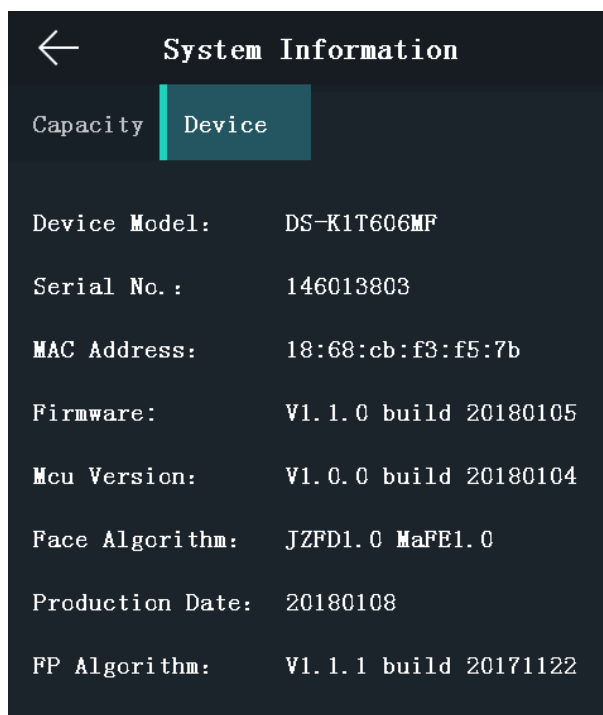 System Information
Capacity Device
Device Model: DS-K1T606MF
Serial No.: 146013803
MAC Address: 18:68:cb:f3:f5:7b
Firmware: V1.1.0 build 20180105
Mcu Version: V1.0.0 build 20180104
Face Algorithm: JZFD1.0 MaFE1.0
Production Date: 20180108
FP Algorithm: V1.1.1 build 20171122